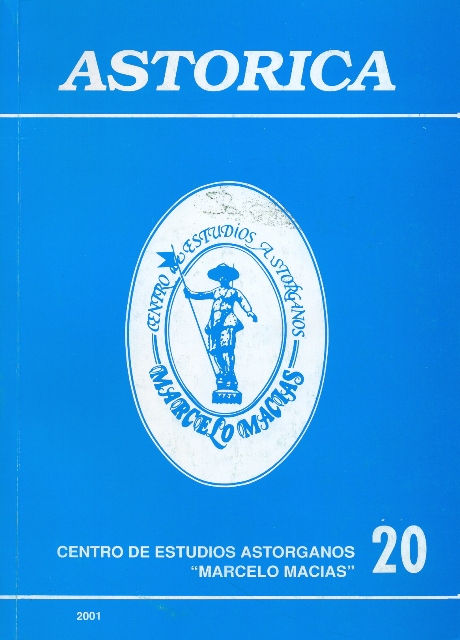 ASTORICA
CENTRO de ESTUDIOS ASTORGANOS
MARCELO MACIAS
CENTRO DE ESTUDIOS ASTORGANOS
20
“MARCELO MACIAS”
2001